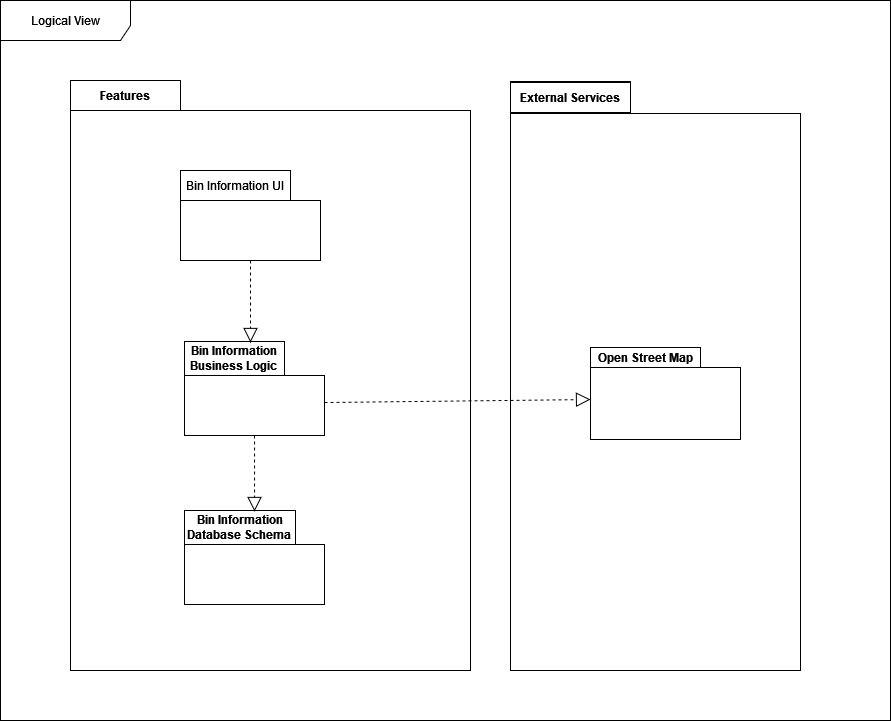 Logical View
Features
External Services
Bin Information UI
Bin Information
Business Logic
Open Street Map
Bin Information
Database Schema